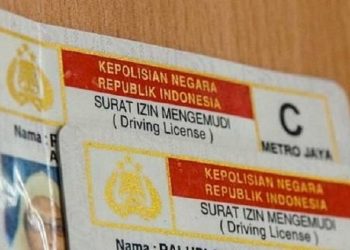 KEPOLISIAN NEGARA
REPUBLIK INDONESIA
SURAT IZIN MENGEMUDI
( Driving License )
C
METRO JAYA
Nama :
KEPOLISIAN NEGARA
REPUBLIK INDONESIA
SURAT IZIN MENGEMUDI
( Driving License )
Nama :